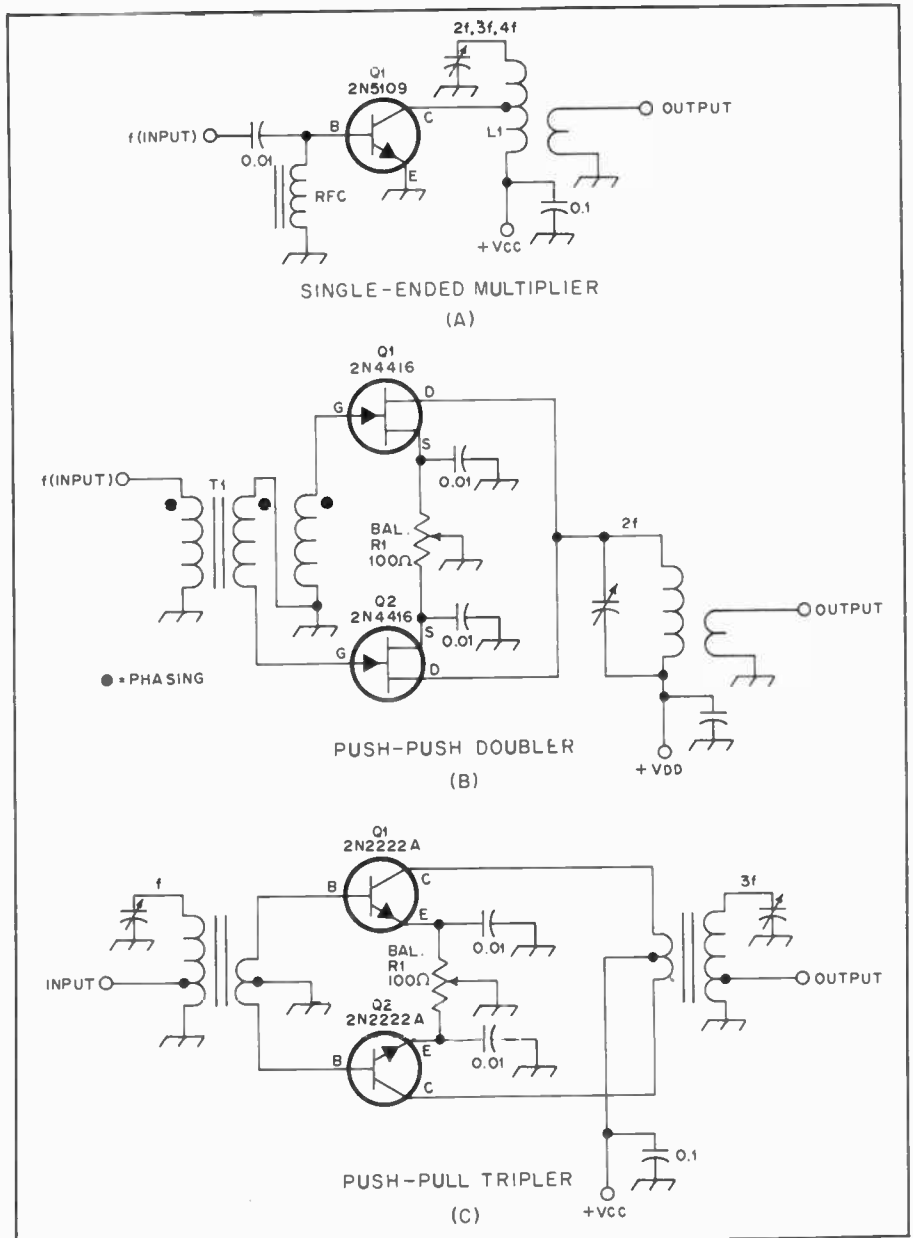 2f, 3f, 4f
Q1
2N5109
B
C
E
f(INPUT)
0.01
RFC
L1
OUTPUT
0.1
+VCC
SINGLE-ENDED MULTIPLIER
(A)
Q1
2N4416
G
D
S
0.01
f(INPUT)
T1
BAL.
R1
100Ω
2f
Q2
2N4416
S
0.01
G
D
OUTPUT
● = PHASING
PUSH-PUSH DOUBLER
(B)
+VDD
Q1
2N2222A
B
C
E
f
0.01
3f
BAL.
R1
100Ω
INPUT
OUTPUT
Q2
2N2222A
E
0.01
B
C
0.1
PUSH-PULL TRIPLER
(C)
+VCC